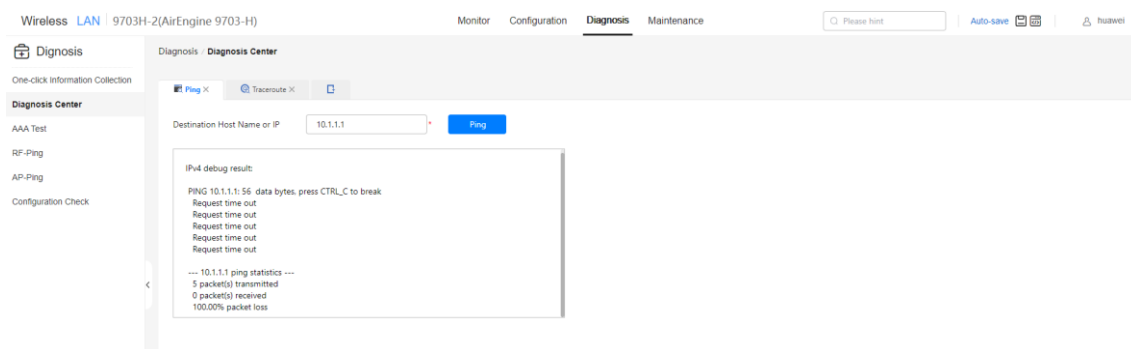 Wireless LAN 9703H-2(AirEngine 9703-H) Monitor Configuration Diagnosis Maintenance Please hint Auto-save huawei
Dignosis
One-click Information Collection
Diagnosis Center
AAA Test
RF-Ping
AP-Ping
Configuration Check
Diagnosis / Diagnosis Center
Ping × Traceroute ×
Destination Host Name or IP 10.1.1.1 * Ping
IPv4 debug result:
PING 10.1.1.1: 56 data bytes, press CTRL_C to break
Request time out
Request time out
Request time out
Request time out
Request time out
--- 10.1.1.1 ping statistics ---
5 packet(s) transmitted
0 packet(s) received
100.00% packet loss